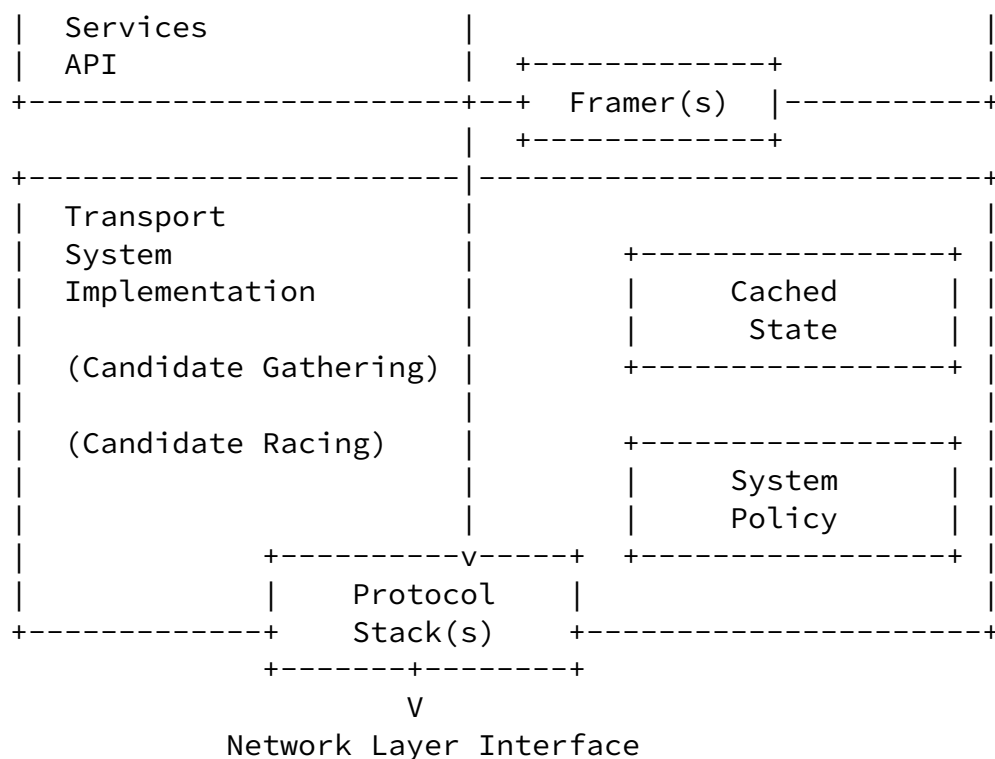 Services
API
Framer(s)
Transport
System
Implementation
Cached
State
(Candidate Gathering)
(Candidate Racing)
System
Policy
Protocol
Stack(s)
V
Network Layer Interface